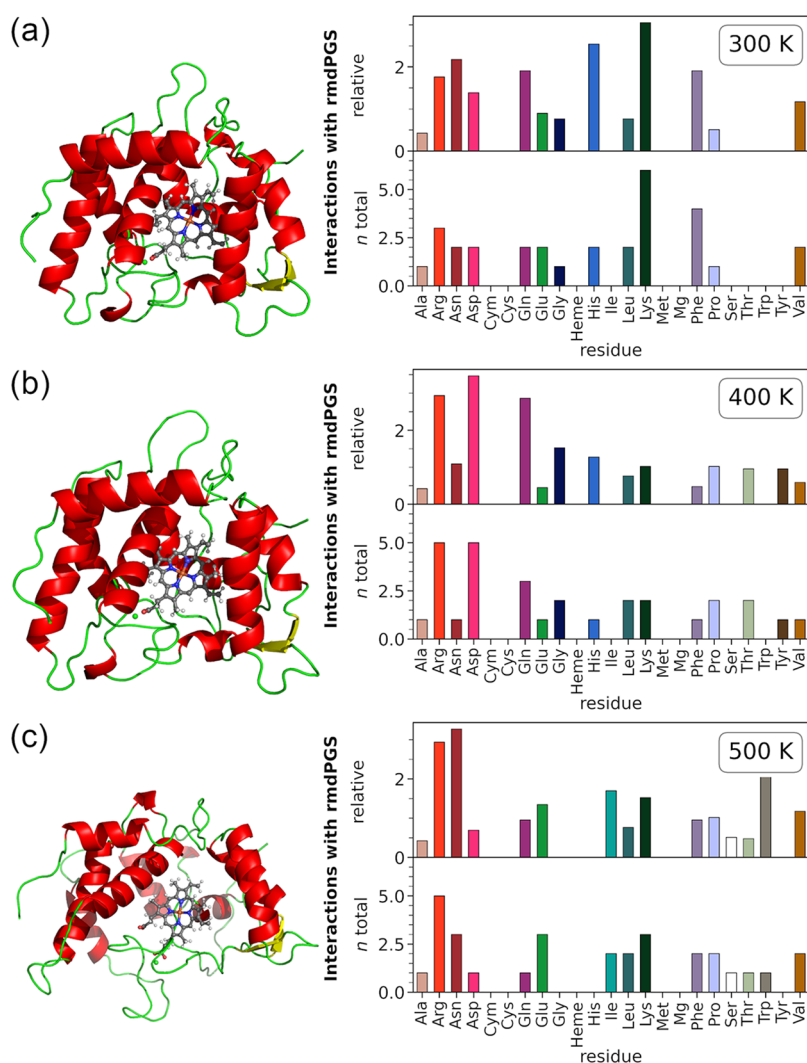 (a)
Interactions with rmdPGS
300 K
relative
2
0
n total
5.0
2.5
0.0
Ala
Arg
Asn
Asp
Cym
Cys
Gln
Glu
Gly
Heme
His
Ile
Leu
Lys
Met
Mg
Phe
Pro
Ser
Thr
Trp
Tyr
Val
residue
(b)
Interactions with rmdPGS
400 K
relative
2
0
n total
5.0
2.5
0.0
Ala
Arg
Asn
Asp
Cym
Cys
Gln
Glu
Gly
Heme
His
Ile
Leu
Lys
Met
Mg
Phe
Pro
Ser
Thr
Trp
Tyr
Val
residue
(c)
Interactions with rmdPGS
500 K
relative
2
0
n total
5.0
2.5
0.0
Ala
Arg
Asn
Asp
Cym
Cys
Gln
Glu
Gly
Heme
His
Ile
Leu
Lys
Met
Mg
Phe
Pro
Ser
Thr
Trp
Tyr
Val
residue